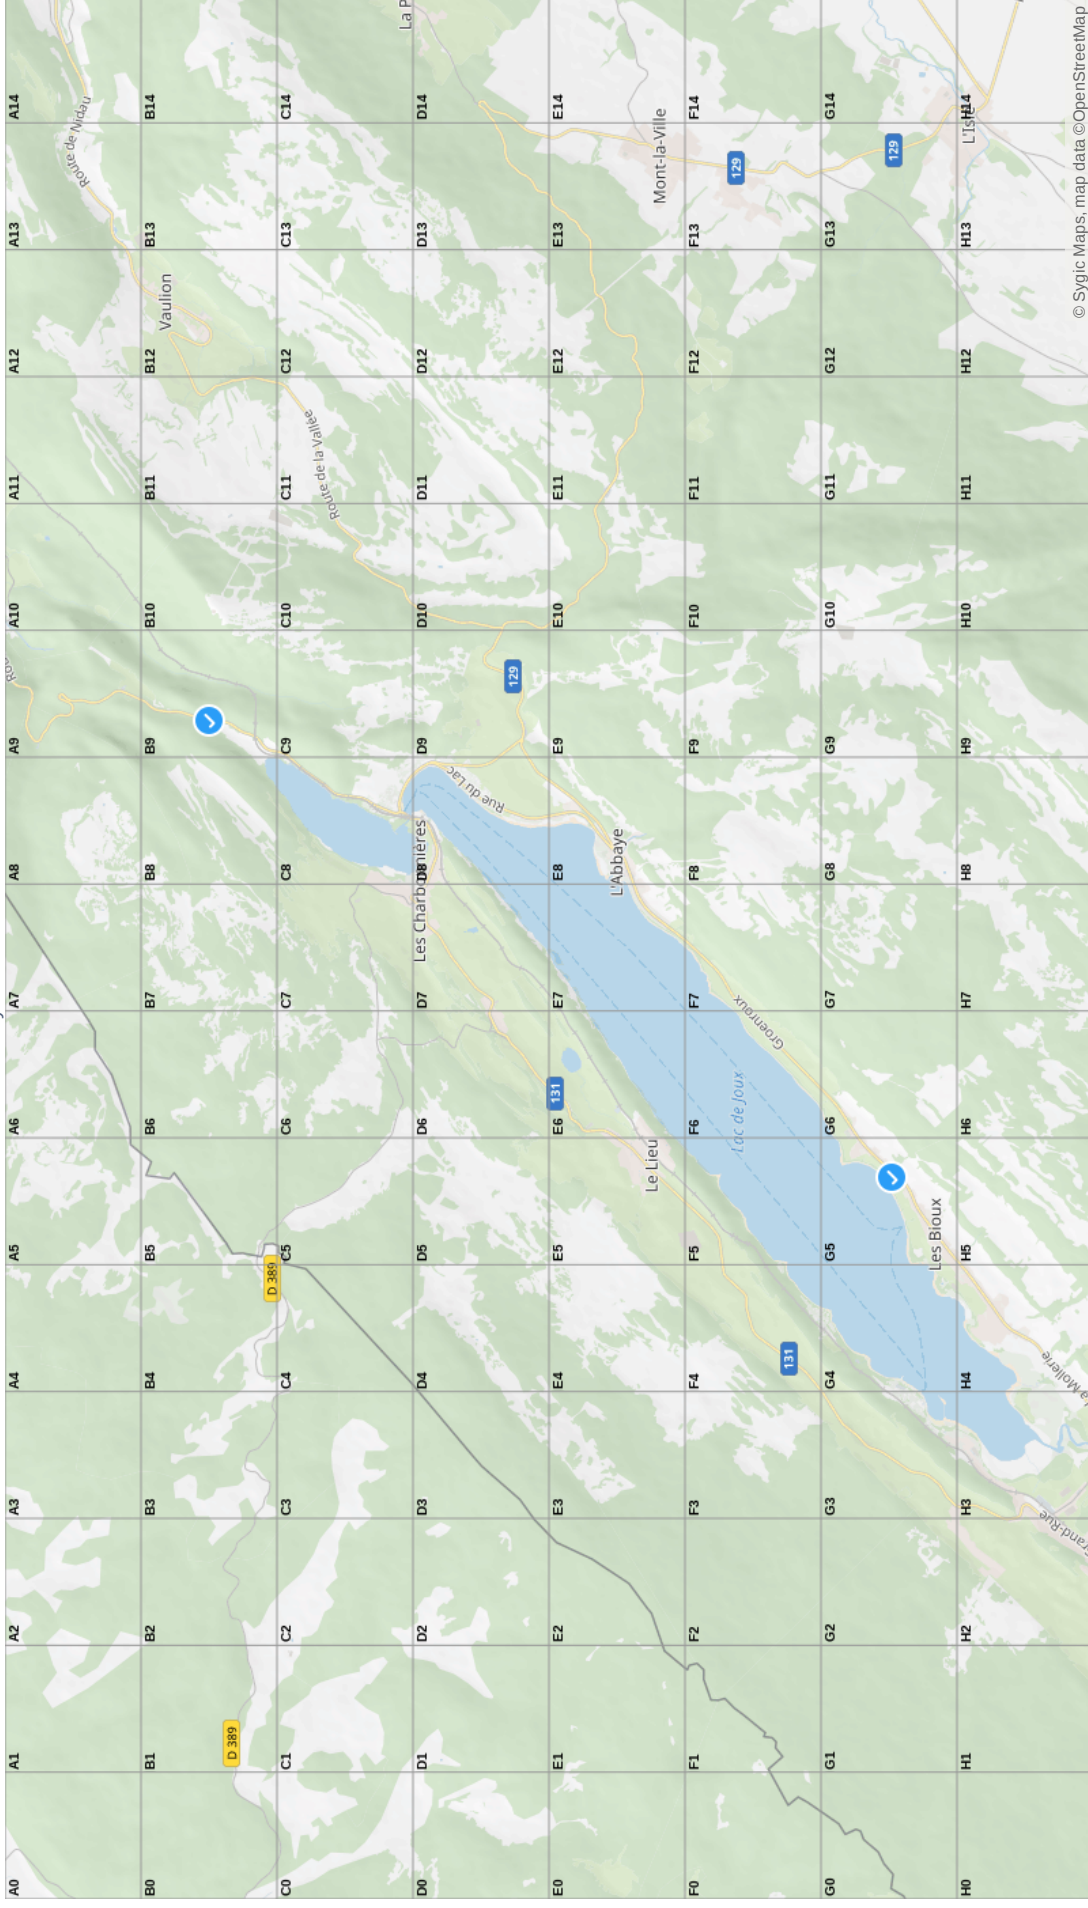 A0 A1 A2 A3 A4 A5 A6 A7 A8 A9 A10 A11 A12 A13 A14
Route de Nidau
B0 B1 B2 B3 B4 B5 B6 B7 B8 B9 B10 B11 B12 B13 B14
Vaulion
D 389
D 389
C0 C1 C2 C3 C4 C5 C6 C7 C8 C9 C10 C11 C12 C13 C14
Route de la Vallée
La P
D0 D1 D2 D3 D4 D5 D6 D7 D8 D9 D10 D11 D12 D13 D14
Les Charbonnières
Rue du Lac
129
E0 E1 E2 E3 E4 E5 E6 E7 E8 E9 E10 E11 E12 E13 E14
131
L'Abbaye
Le Lieu
Mont-la-Ville
F0 F1 F2 F3 F4 F5 F6 F7 F8 F9 F10 F11 F12 F13 F14
129
Lac de Joux
Groenroux
131
G0 G1 G2 G3 G4 G5 G6 G7 G8 G9 G10 G11 G12 G13 G14
129
Les Bioux
H0 H1 H2 H3 H4 H5 H6 H7 H8 H9 H10 H11 H12 H13 H14
L'Isle
La Mollerie
rand-Rue
© Sygic Maps, map data ©OpenStreetMap